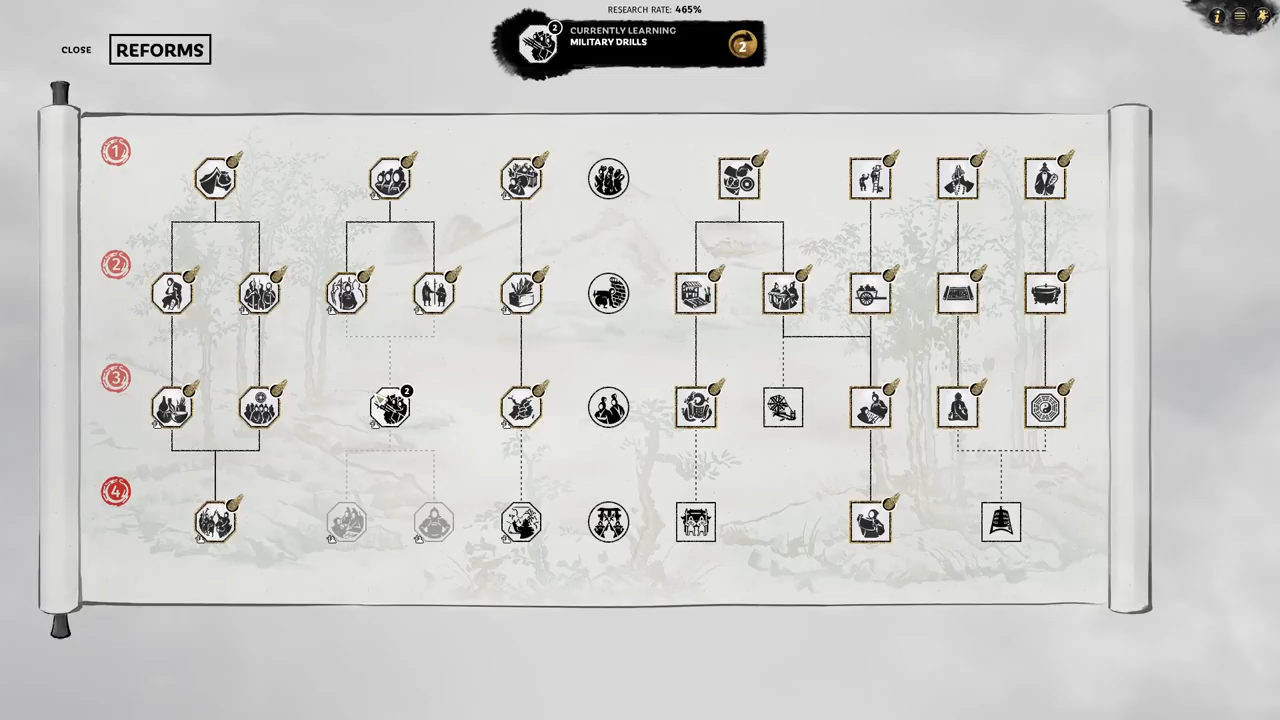 RESEARCH RATE: 465%
2
CURRENTLY LEARNING
MILITARY DRILLS
2
CLOSE
REFORMS
1
2
3
2
4